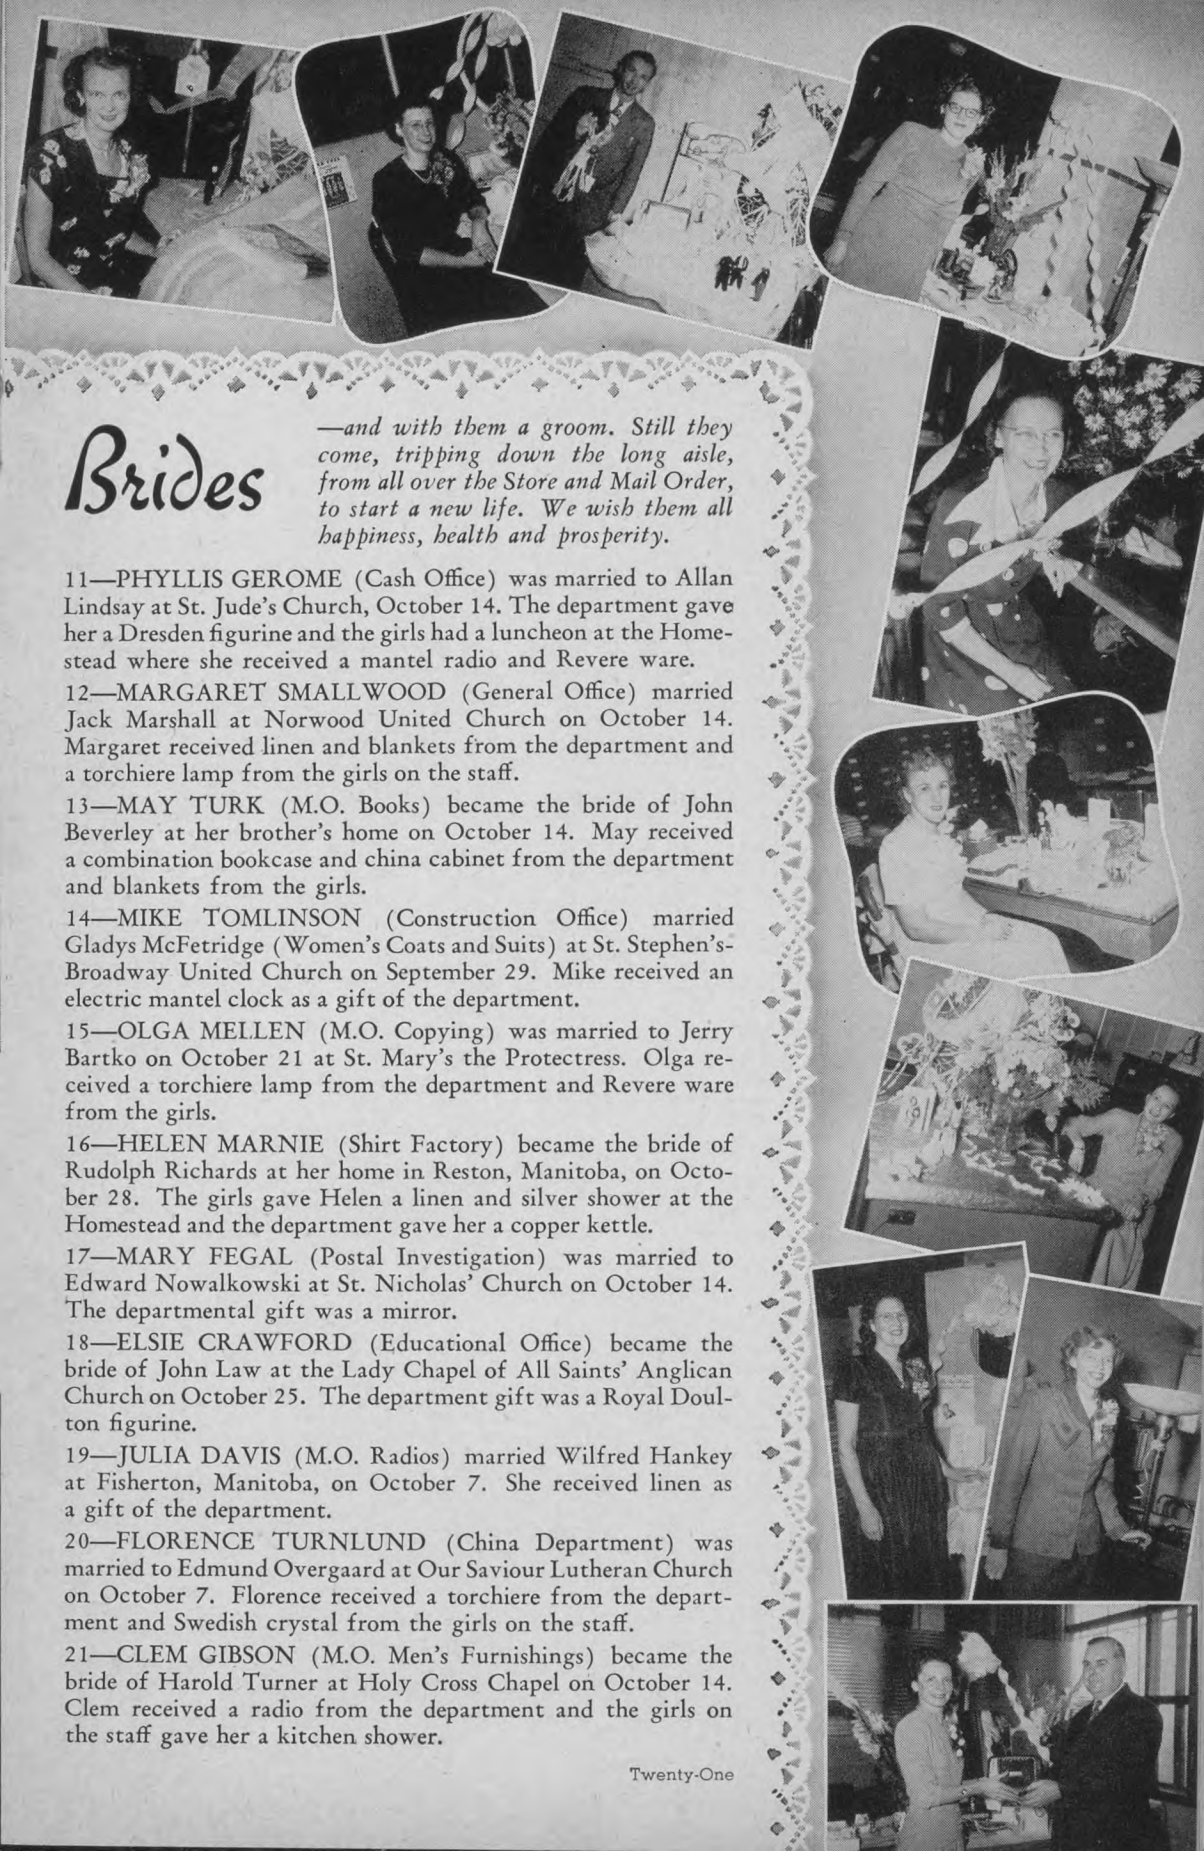 Brides
—and with them a groom. Still they
come, tripping down the long aisle,
from all over the Store and Mail Order,
to start a new life. We wish them all
happiness, health and prosperity.
11—PHYLLIS GEROME (Cash Office) was married to Allan
Lindsay at St. Jude's Church, October 14. The department gave
her a Dresden figurine and the girls had a luncheon at the Home-
stead where she received a mantel radio and Revere ware.
12—MARGARET SMALLWOOD (General Office) married
Jack Marshall at Norwood United Church on October 14.
Margaret received linen and blankets from the department and
a torchiere lamp from the girls on the staff.
13—MAY TURK (M.O. Books) became the bride of John
Beverley at her brother's home on October 14. May received
a combination bookcase and china cabinet from the department
and blankets from the girls.
14—MIKE TOMLINSON (Construction Office) married
Gladys McFetridge (Women's Coats and Suits) at St. Stephen's-
Broadway United Church on September 29. Mike received an
electric mantel clock as a gift of the department.
15—OLGA MELLEN (M.O. Copying) was married to Jerry
Bartko on October 21 at St. Mary's the Protectress. Olga re-
ceived a torchiere lamp from the department and Revere ware
from the girls.
16—HELEN MARNIE (Shirt Factory) became the bride of
Rudolph Richards at her home in Reston, Manitoba, on Octo-
ber 28. The girls gave Helen a linen and silver shower at the
Homestead and the department gave her a copper kettle.
17—MARY FEGAL (Postal Investigation) was married to
Edward Nowalkowski at St. Nicholas' Church on October 14.
The departmental gift was a mirror.
18—ELSIE CRAWFORD (Educational Office) became the
bride of John Law at the Lady Chapel of All Saints' Anglican
Church on October 25. The department gift was a Royal Doul-
ton figurine.
19—JULIA DAVIS (M.O. Radios) married Wilfred Hankey
at Fisherton, Manitoba, on October 7. She received linen as
a gift of the department.
20—FLORENCE TURNLUND (China Department) was
married to Edmund Overgaard at Our Saviour Lutheran Church
on October 7. Florence received a torchiere from the depart-
ment and Swedish crystal from the girls on the staff.
21—CLEM GIBSON (M.O. Men's Furnishings) became the
bride of Harold Turner at Holy Cross Chapel on October 14.
Clem received a radio from the department and the girls on
the staff gave her a kitchen shower.
Twenty-One